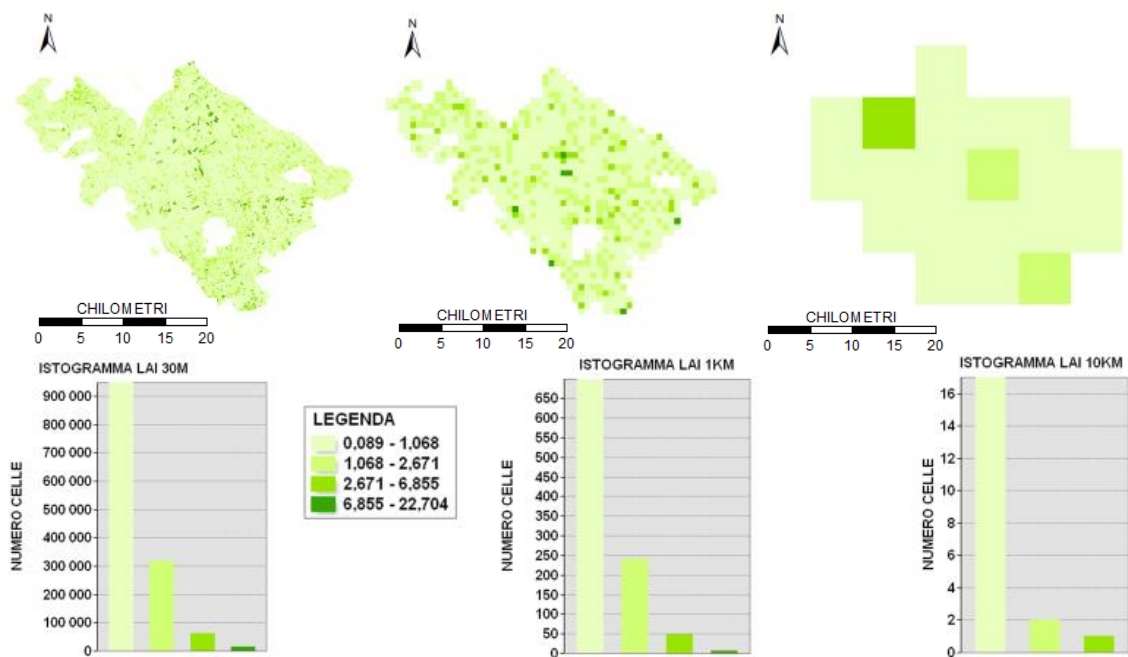 N
N
N
CHILOMETRI
0 5 10 15 20
CHILOMETRI
0 5 10 15 20
CHILOMETRI
0 5 10 15 20
ISTOGRAMMA LAI 30M
NUMERO CELLE
900 000
800 000
700 000
600 000
500 000
400 000
300 000
200 000
100 000
0
LEGENDA
0,089 - 1,068
1,068 - 2,671
2,671 - 6,855
6,855 - 22,704
ISTOGRAMMA LAI 1KM
NUMERO CELLE
650
600
550
500
450
400
350
300
250
200
150
100
50
0
ISTOGRAMMA LAI 10KM
NUMERO CELLE
16
14
12
10
8
6
4
2
0